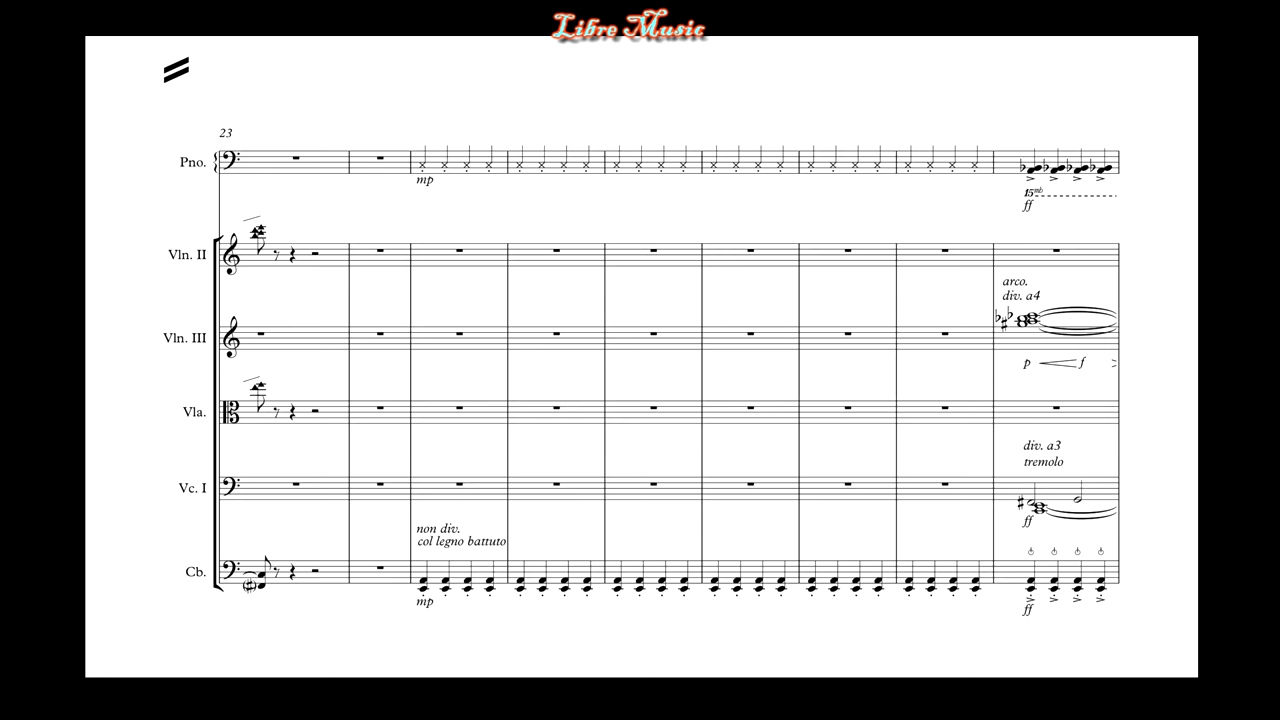 Libre Music
23
Pno.
mp
15mb
ff
Vln. II
arco.
div. a4
Vln. III
p f
Vla.
div. a3
tremolo
Vc. I
ff
non div.
col legno battuto
Cb.
mp
ff